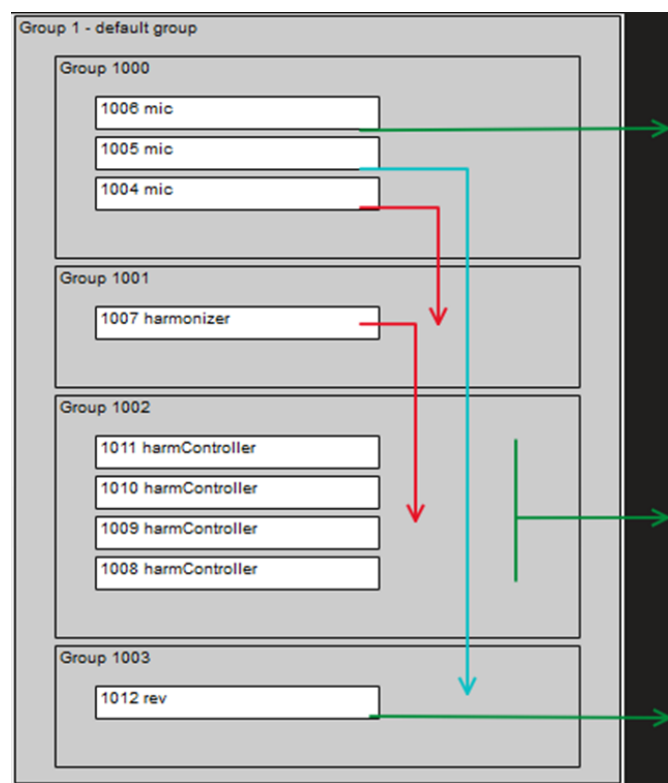 Group 1 - default group
Group 1000
1006 mic
1005 mic
1004 mic
Group 1001
1007 harmonizer
Group 1002
1011 harmController
1010 harmController
1009 harmController
1008 harmController
Group 1003
1012 rev